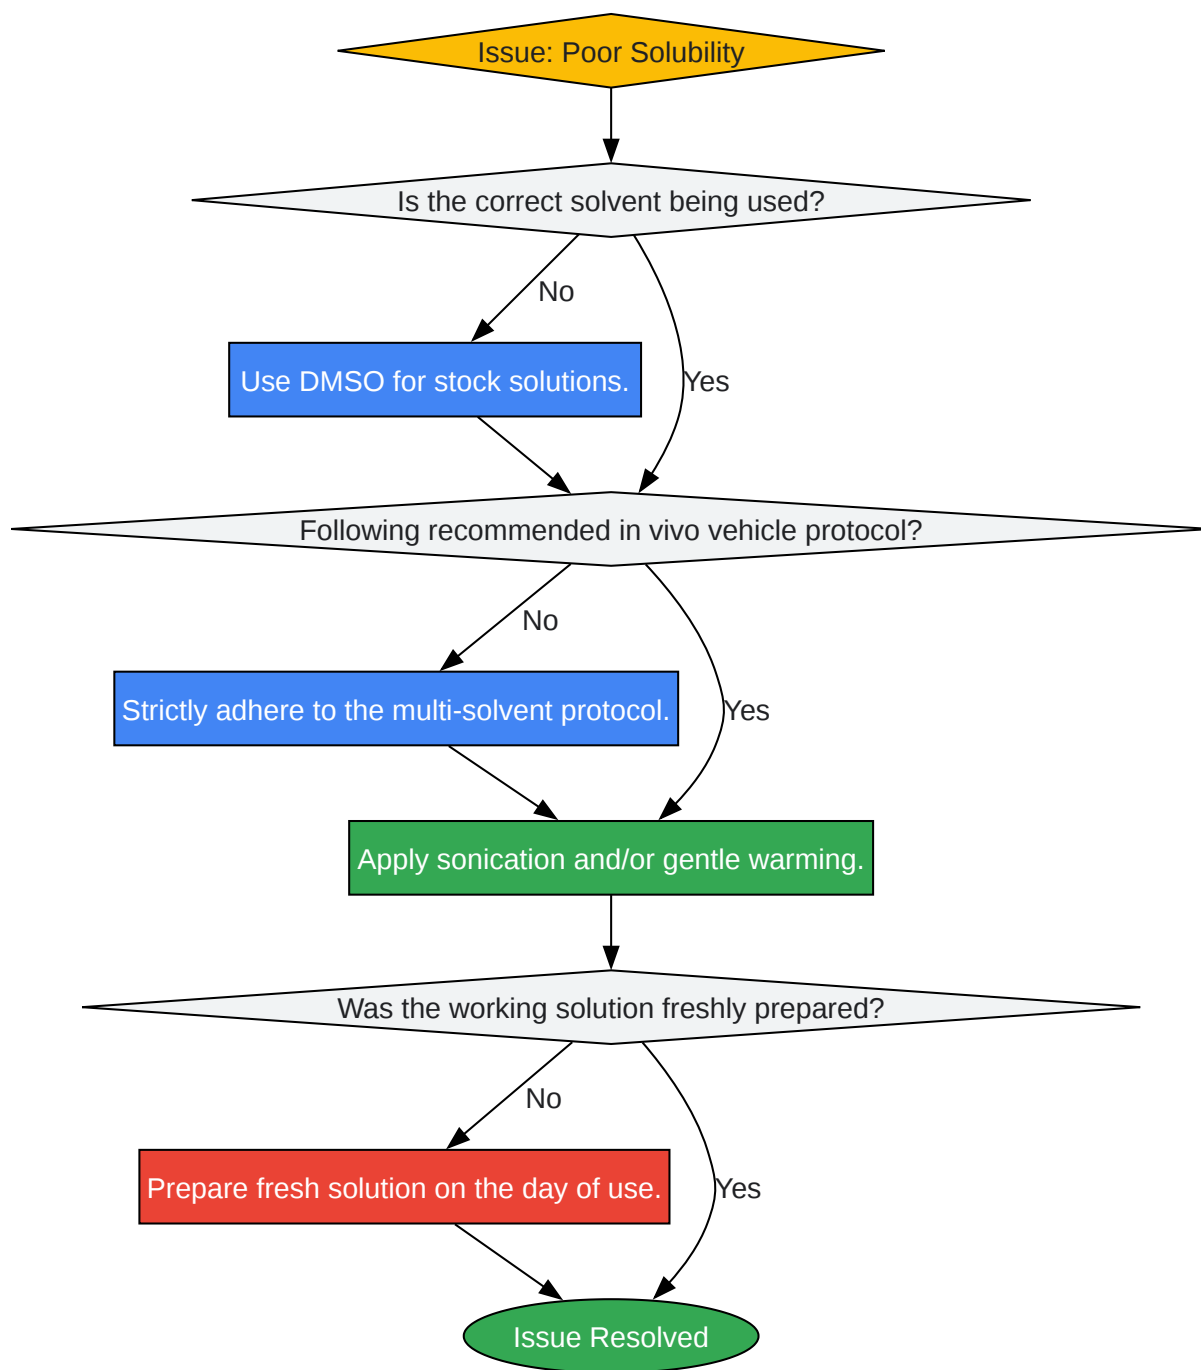 Issue: Poor Solubility
Is the correct solvent being used?
No
Use DMSO for stock solutions.
Yes
Following recommended in vivo vehicle protocol?
No
Strictly adhere to the multi-solvent protocol.
Yes
Apply sonication and/or gentle warming.
Was the working solution freshly prepared?
No
Prepare fresh solution on the day of use.
Yes
Issue Resolved